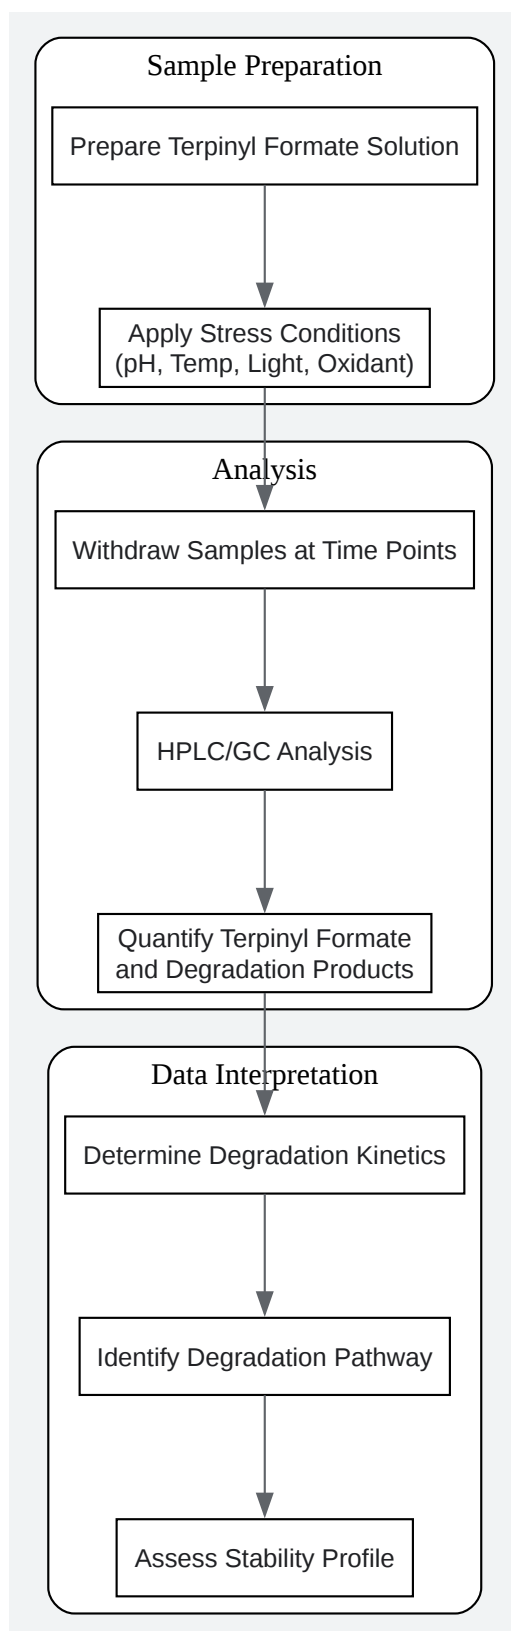 Sample Preparation
Prepare Terpinyl Formate Solution
Apply Stress Conditions
(pH, Temp, Light, Oxidant)
Analysis
Withdraw Samples at Time Points
HPLC/GC Analysis
Quantify Terpinyl Formate
and Degradation Products
Data Interpretation
Determine Degradation Kinetics
Identify Degradation Pathway
Assess Stability Profile